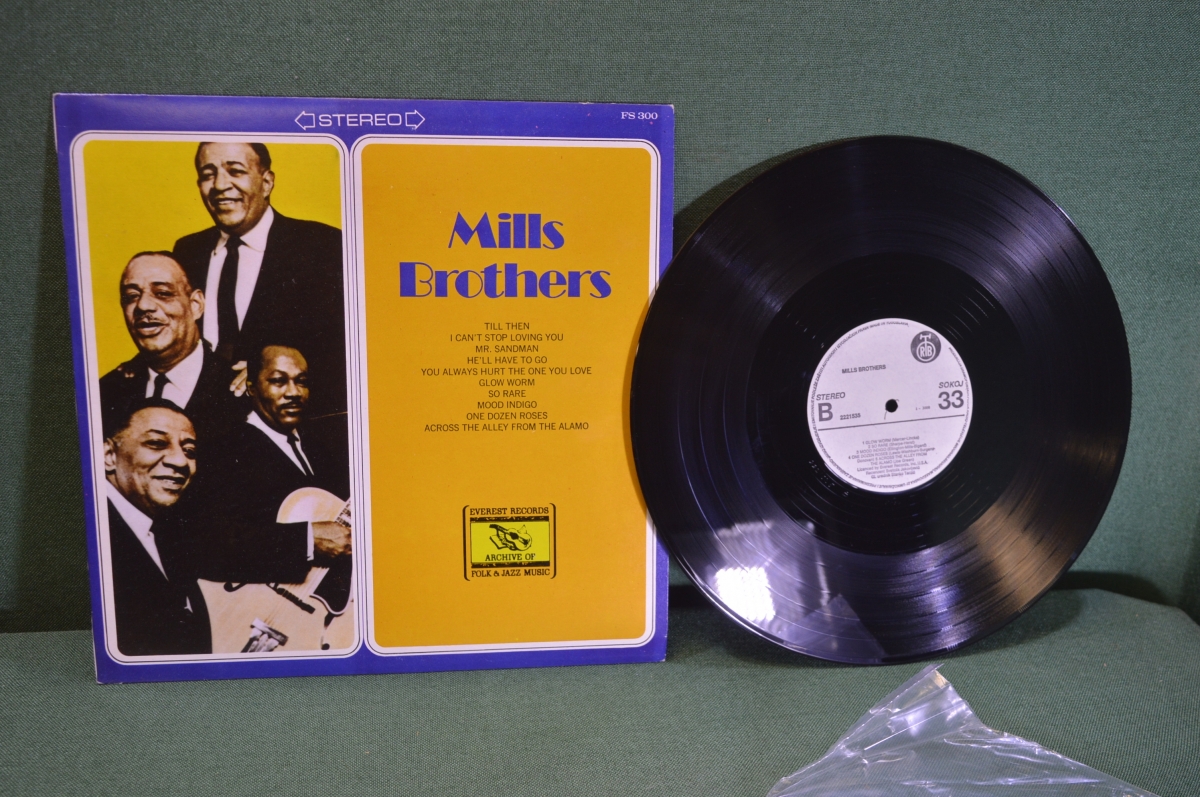 STEREO
FS 300
Mills
Brothers
TILL THEN
I CAN'T STOP LOVING YOU
MR. SANDMAN
HE'LL HAVE TO GO
YOU ALWAYS HURT THE ONE YOU LOVE
GLOW WORM
SO RARE
MOOD INDIGO
ONE DOZEN ROSES
ACROSS THE ALLEY FROM THE ALAMO
EVEREST RECORDS
ARCHIVE OF
FOLK & JAZZ MUSIC
RTB
MILLS BROTHERS
STEREO
SOKOJ
B
33